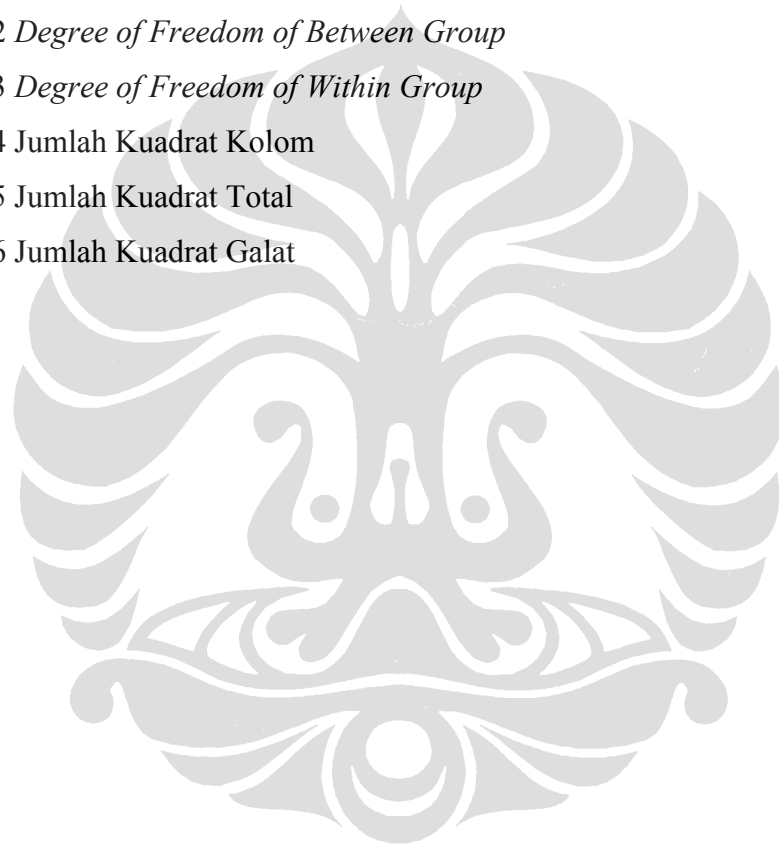 2 Degree of Freedom of Between Group
3 Degree of Freedom of Within Group
4 Jumlah Kuadrat Kolom
5 Jumlah Kuadrat Total
6 Jumlah Kuadrat Galat